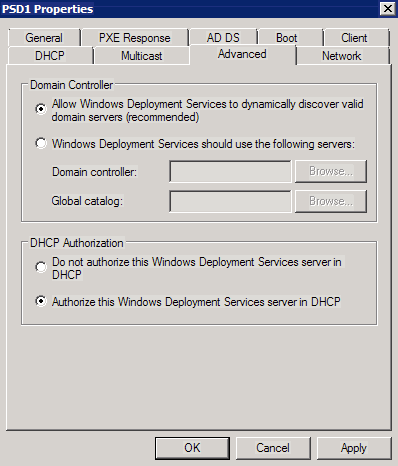 PSD1 Properties
General PXE Response AD DS Boot Client
DHCP Multicast Advanced Network
Domain Controller
Allow Windows Deployment Services to dynamically discover valid
domain servers (recommended)
Windows Deployment Services should use the following servers:
Domain controller: Browse...
Global catalog: Browse...
DHCP Authorization
Do not authorize this Windows Deployment Services server in
DHCP
Authorize this Windows Deployment Services server in DHCP
OK Cancel Apply